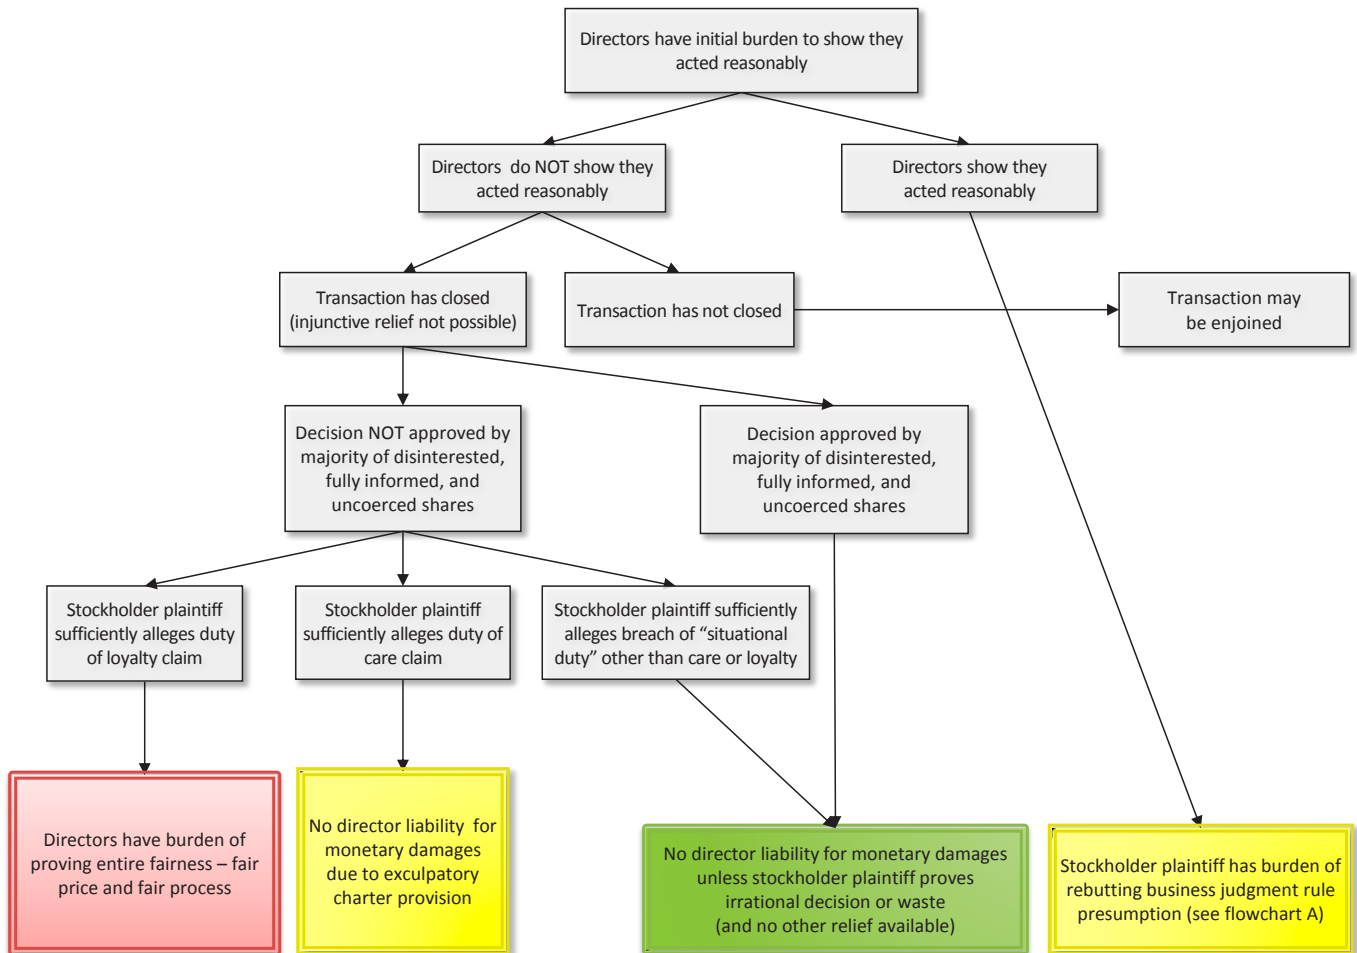 Directors have initial burden to show they
acted reasonably
Directors do NOT show they
acted reasonably
Directors show they
acted reasonably
Transaction has closed
(injunctive relief not possible)
Transaction has not closed
Transaction may
be enjoined
Decision NOT approved by
majority of disinterested,
fully informed, and
uncoerced shares
Decision approved by
majority of disinterested,
fully informed, and
uncoerced shares
Stockholder plaintiff
sufficiently alleges duty
of loyalty claim
Stockholder plaintiff
sufficiently alleges duty of
care claim
Stockholder plaintiff sufficiently
alleges breach of “situational
duty” other than care or loyalty
Directors have burden of
proving entire fairness – fair
price and fair process
No director liability for
monetary damages
due to exculpatory
charter provision
No director liability for monetary damages
unless stockholder plaintiff proves
irrational decision or waste
(and no other relief available)
Stockholder plaintiff has burden of
rebutting business judgment rule
presumption (see flowchart A)